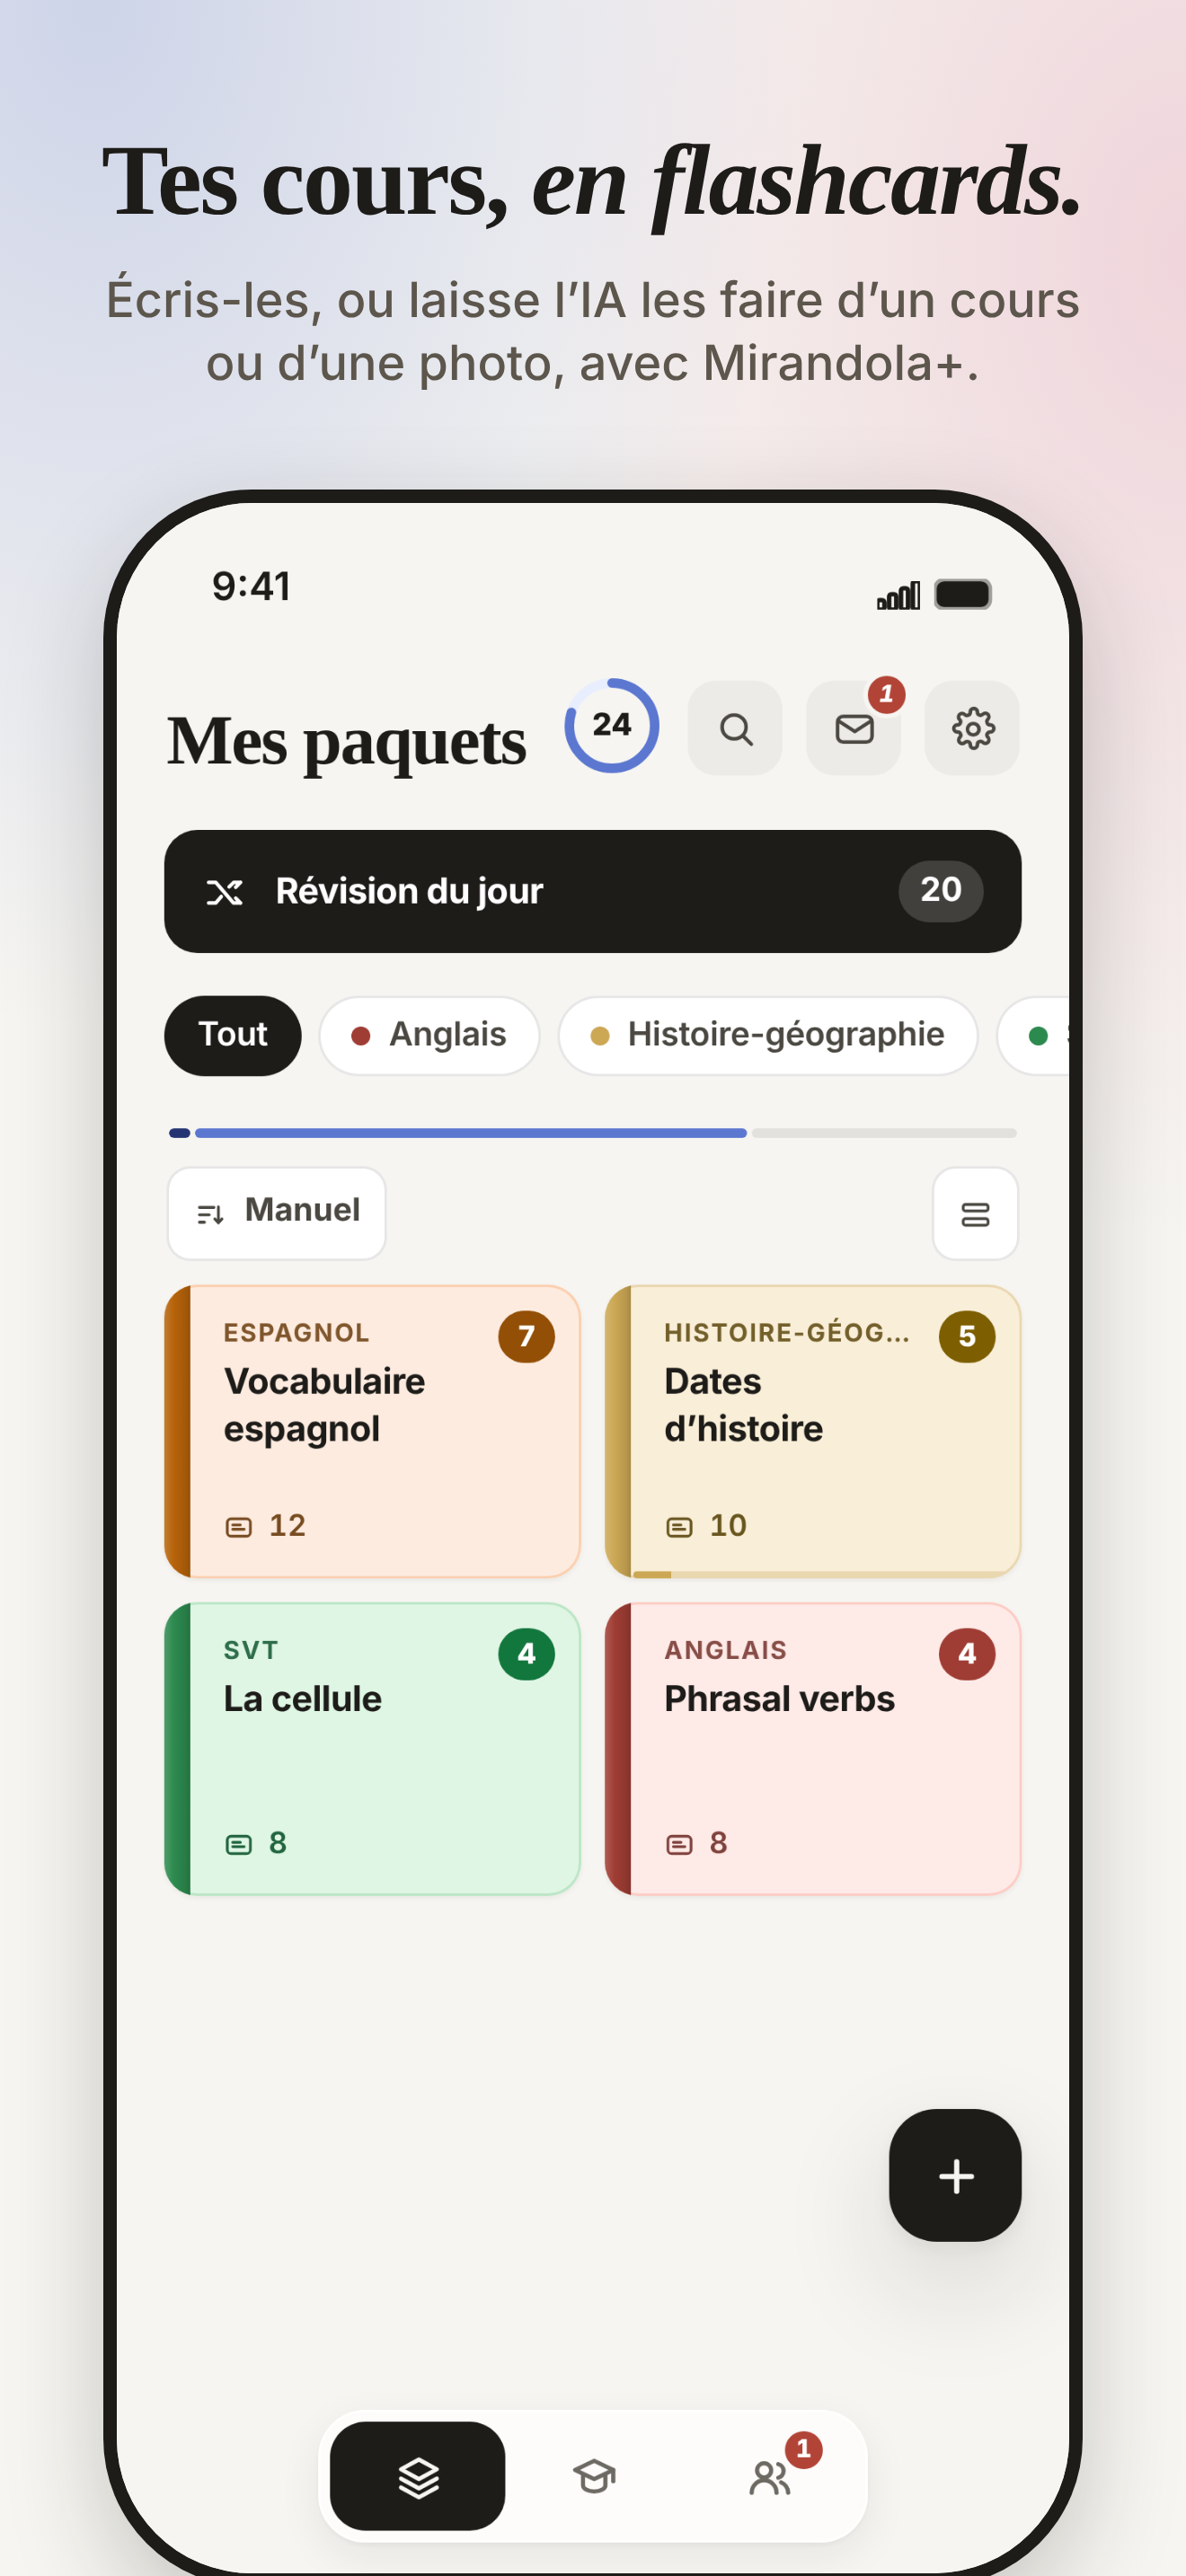 Tes cours, en flashcards.
Écris-les, ou laisse l’IA les faire d’un cours
ou d’une photo, avec Mirandola+.
9:41
Mes paquets
24
1
Révision du jour
20
Tout
Anglais
Histoire-géographie
Manuel
ESPAGNOL
7
Vocabulaire
espagnol
12
HISTOIRE-GÉOG...
5
Dates
d’histoire
10
SVT
4
La cellule
8
ANGLAIS
4
Phrasal verbs
8
1